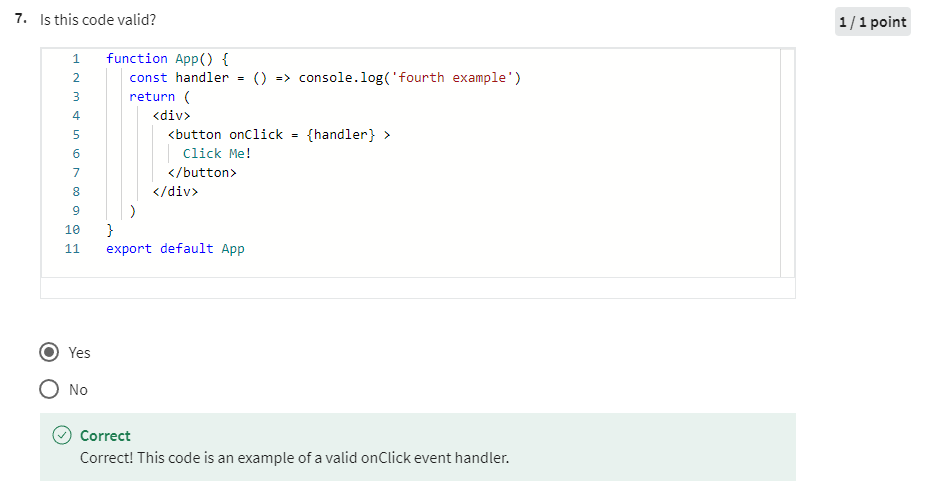 7. Is this code valid?
1 / 1 point
1 function App() {
2 const handler = () => console.log('fourth example')
3 return (
4 <div>
5 <button onClick = {handler} >
6 Click Me!
7 </button>
8 </div>
9 )
10 }
11 export default App
Yes
No
Correct
Correct! This code is an example of a valid onClick event handler.